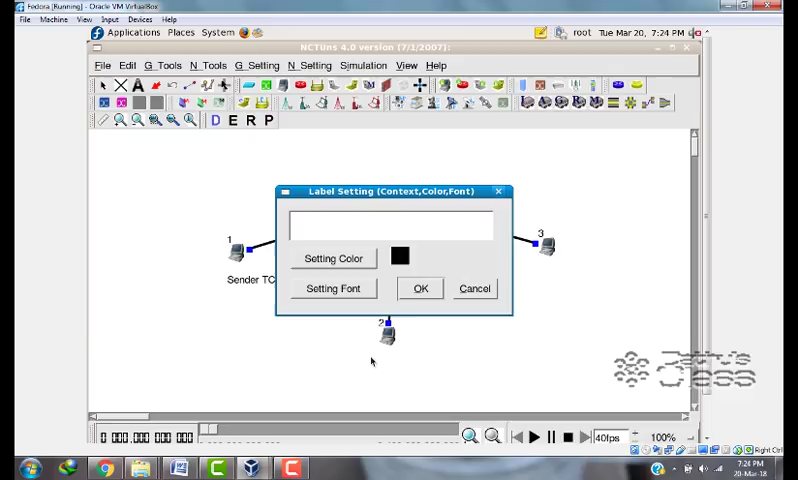 Fedora [Running] - Oracle VM VirtualBox
File Machine View Input Devices Help
Applications Places System root Tue Mar 20, 7:24 PM
NCTUns 4.0 version (7/1/2007):
File Edit G_Tools N_Tools G_Setting N_Setting Simulation View Help
D E R P
Label Setting (Context,Color,Font)
1
3
Setting Color
Sender TC
Setting Font OK Cancel
2
Class
40fps 100%
Right Ctrl
7:24 PM
20-Mar-18